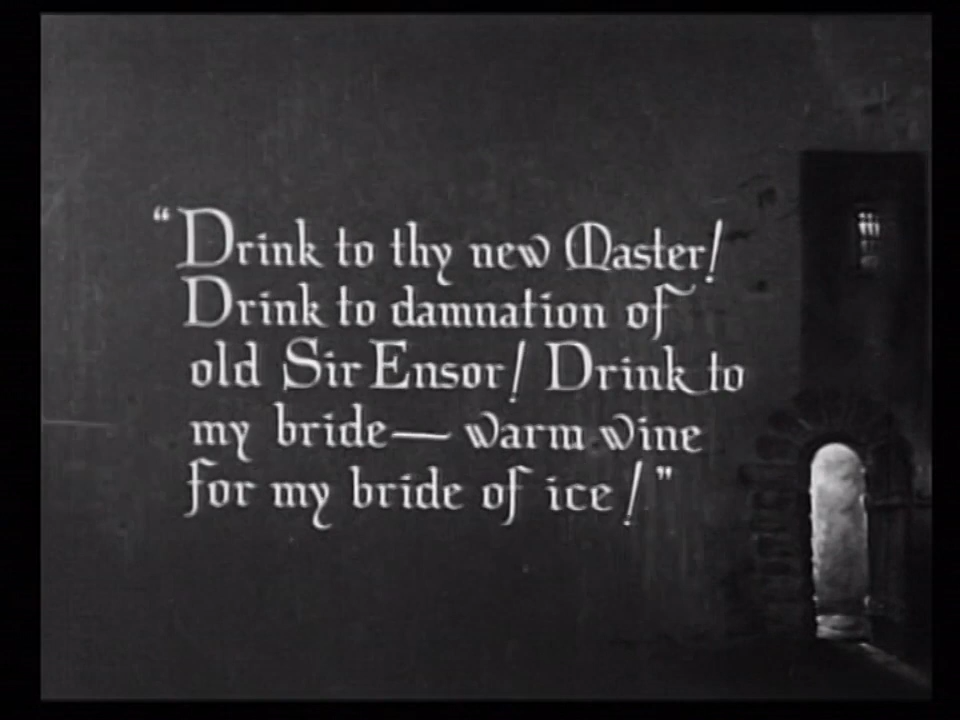 “Drink to thy new Master!
Drink to damnation of
old Sir Ensor! Drink to
my bride — warm wine
for my bride of ice!”